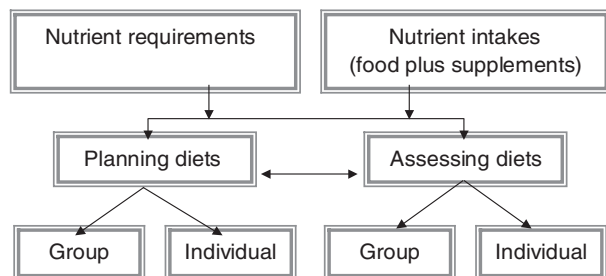 Nutrient requirements
Nutrient intakes
(food plus supplements)
Planning diets
Assessing diets
Group
Individual
Group
Individual